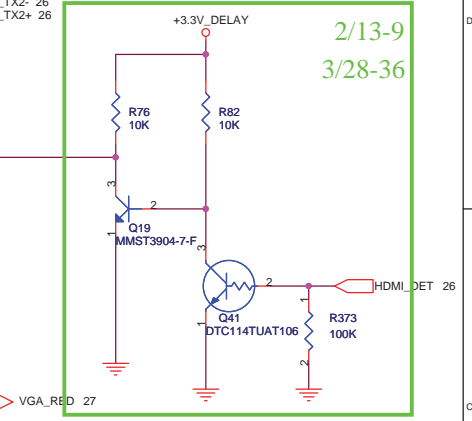 _TX2- 26
_TX2+ 26
+3.3V_DELAY
2/13-9
3/28-36
D
R76
10K
R82
10K
3
2
1
Q19
MMST3904-7-F
3
2
1
Q41
DTC114TUAT106
HDMI_DET 26
1
R373
100K
2
VGA_RED 27
C